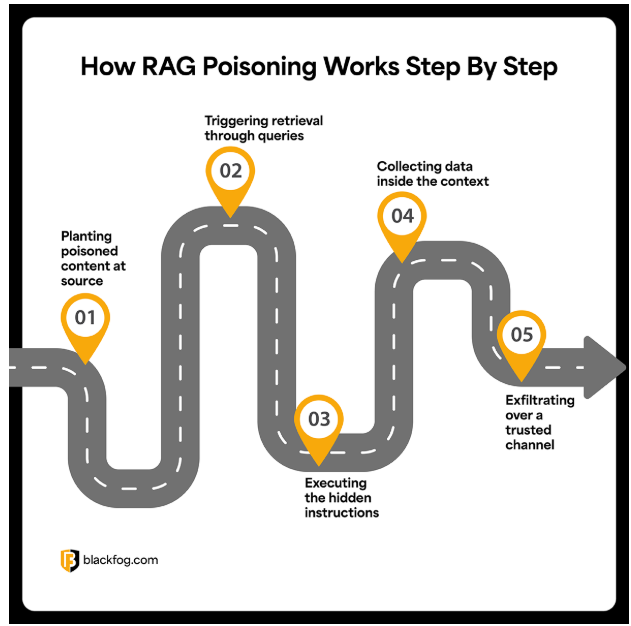 How RAG Poisoning Works Step By Step
Planting
poisoned
content at
source
01
Triggering retrieval
through queries
02
03
Executing
the hidden
instructions
Collecting data
inside the context
04
05
Exfiltrating
over a
trusted
channel
blackfog.com